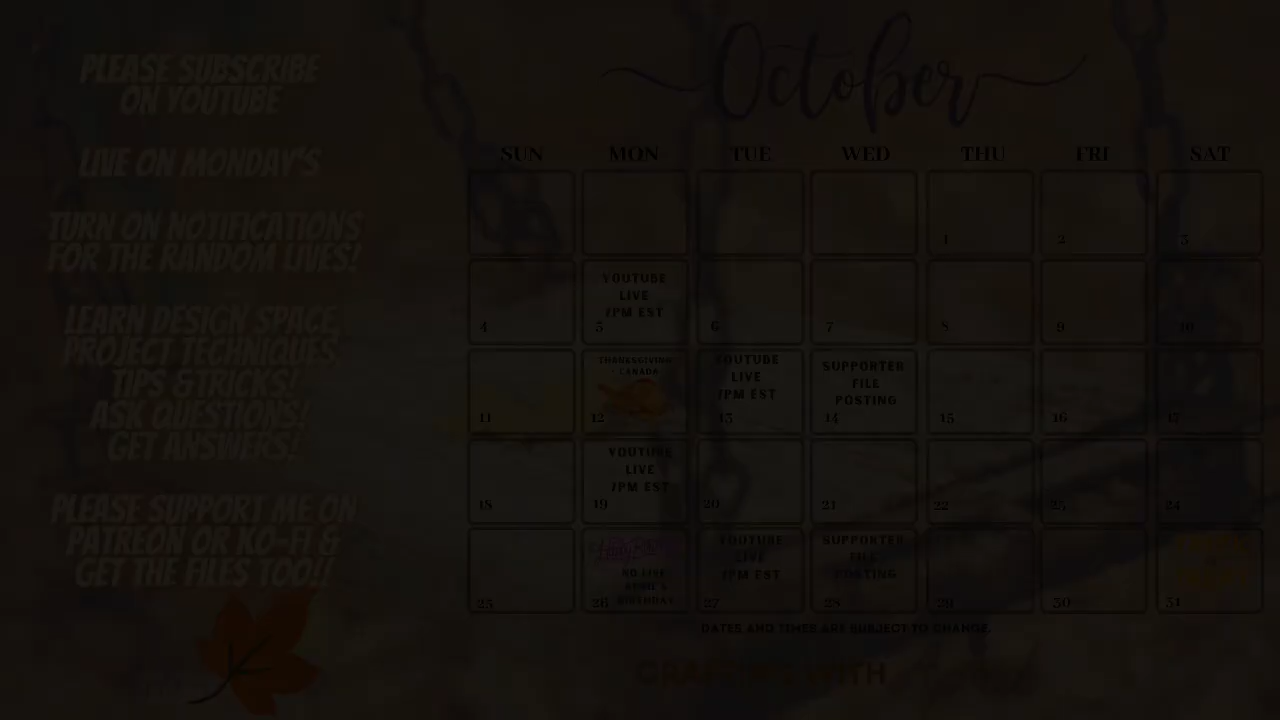 PLEASE SUBSCRIBE
ON YOUTUBE
LIVE ON MONDAY'S
TURN ON NOTIFICATIONS
FOR THE RANDOM LIVES!
LEARN DESIGN SPACE,
PROJECT TECHNIQUES,
TIPS &TRICKS!
ASK QUESTIONS!
GET ANSWERS!
PLEASE SUPPORT ME ON
PATREON OR KO-FI &
GET THE FILES TOO!!
October
SUN MON TUE WED THU FRI SAT
1 2 3
YOUTUBE
LIVE
7PM EST
4 5 6 7 8 9 10
THANKSGIVING
CANADA
YOUTUBE
LIVE
7PM EST
SUPPORTER
FILE
POSTING
11 12 13 14 15 16 17
YOUTUBE
LIVE
7PM EST
18 19 20 21 22 23 24
NO LIVE
BIRTHDAY
YOUTUBE
LIVE
7PM EST
SUPPORTER
FILE
POSTING
25 26 27 28 29 30 31
DATES AND TIMES ARE SUBJECT TO CHANGE.
CRAFTING WITH